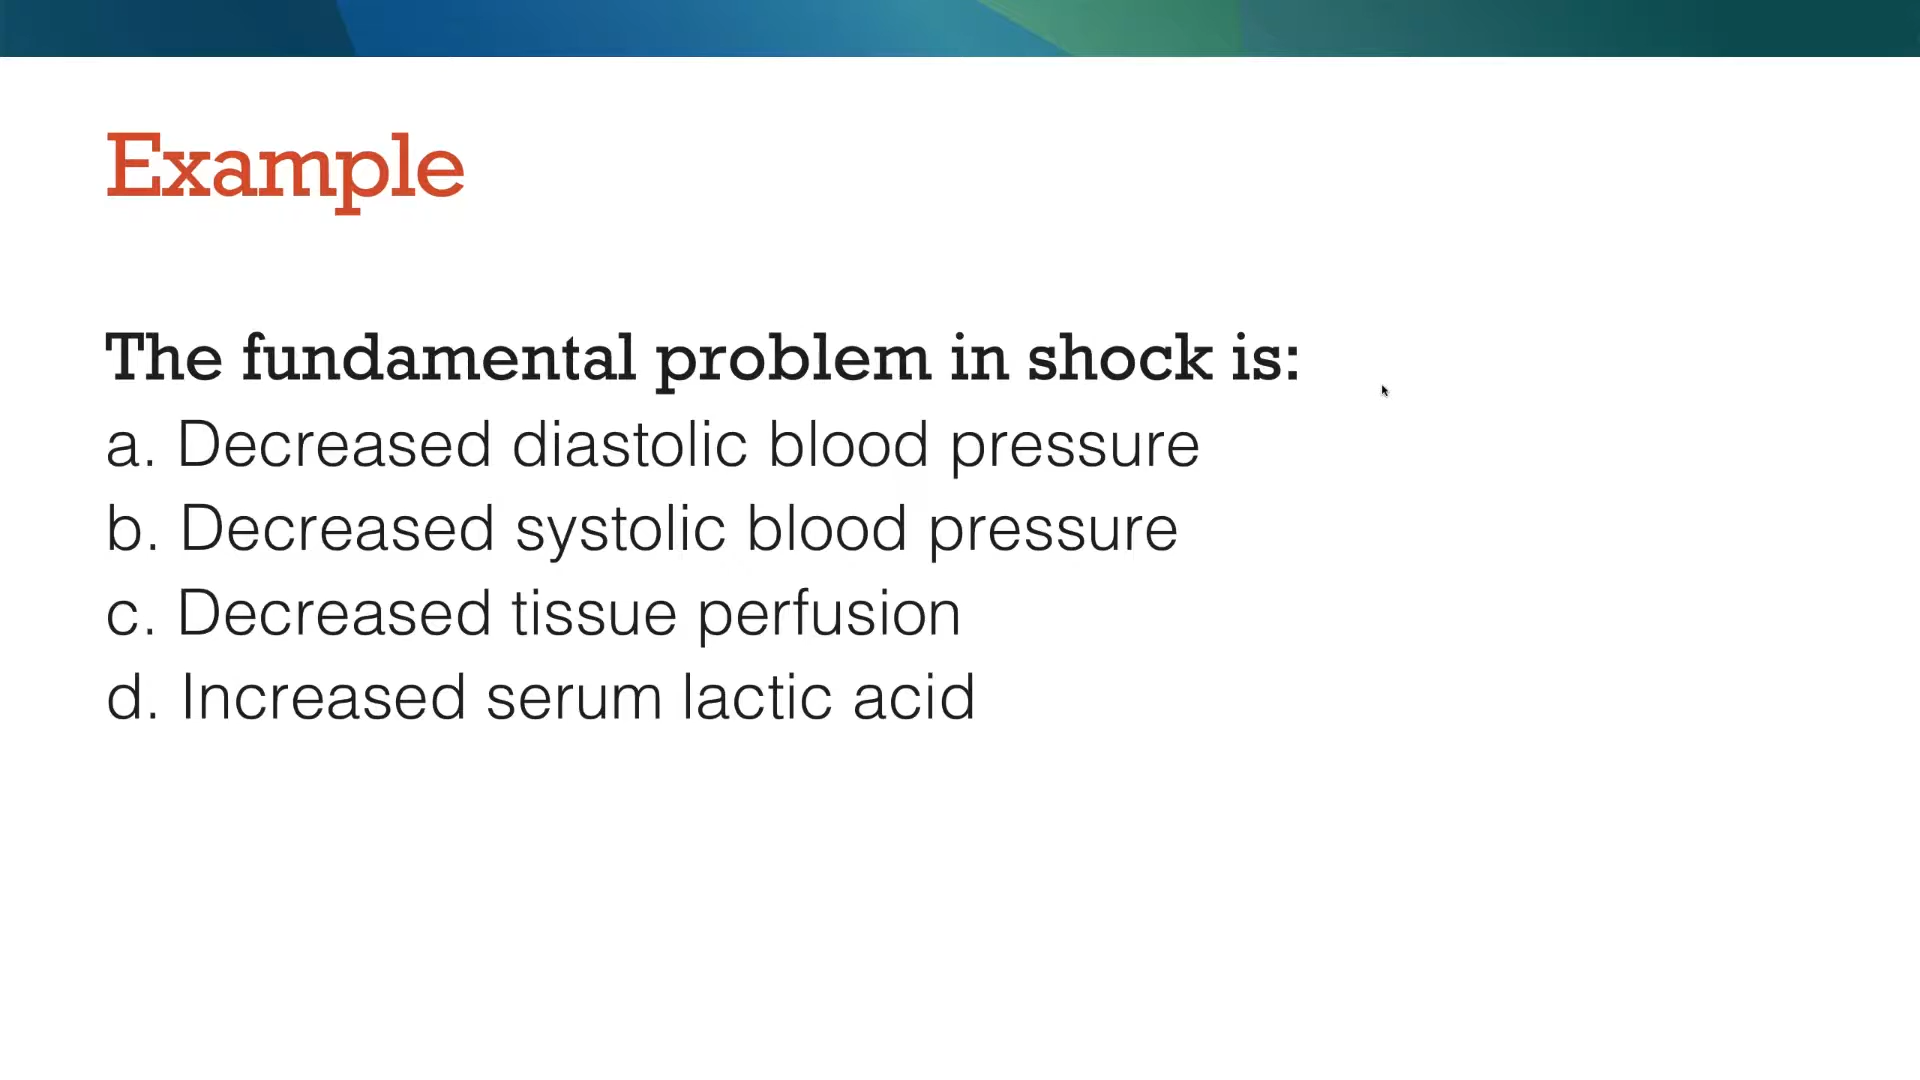 Example
The fundamental problem in shock is:
a. Decreased diastolic blood pressure
b. Decreased systolic blood pressure
c. Decreased tissue perfusion
d. Increased serum lactic acid